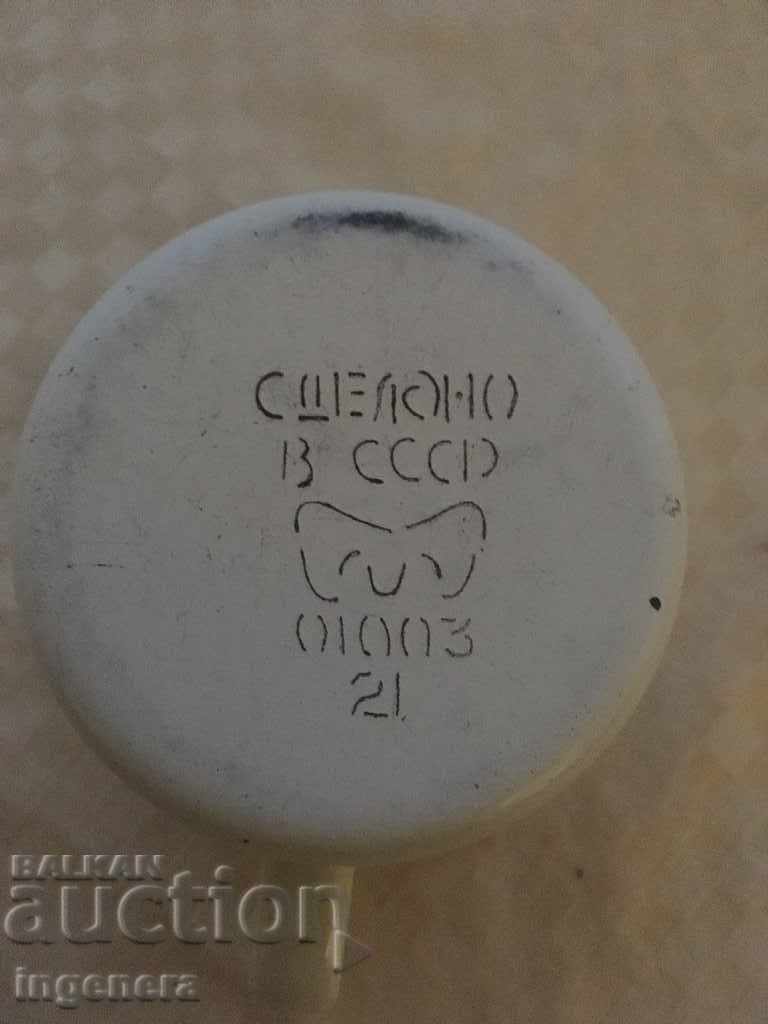 СДЕЛАНО
В СССР
01003
21
BALKAN
auction
ingenera